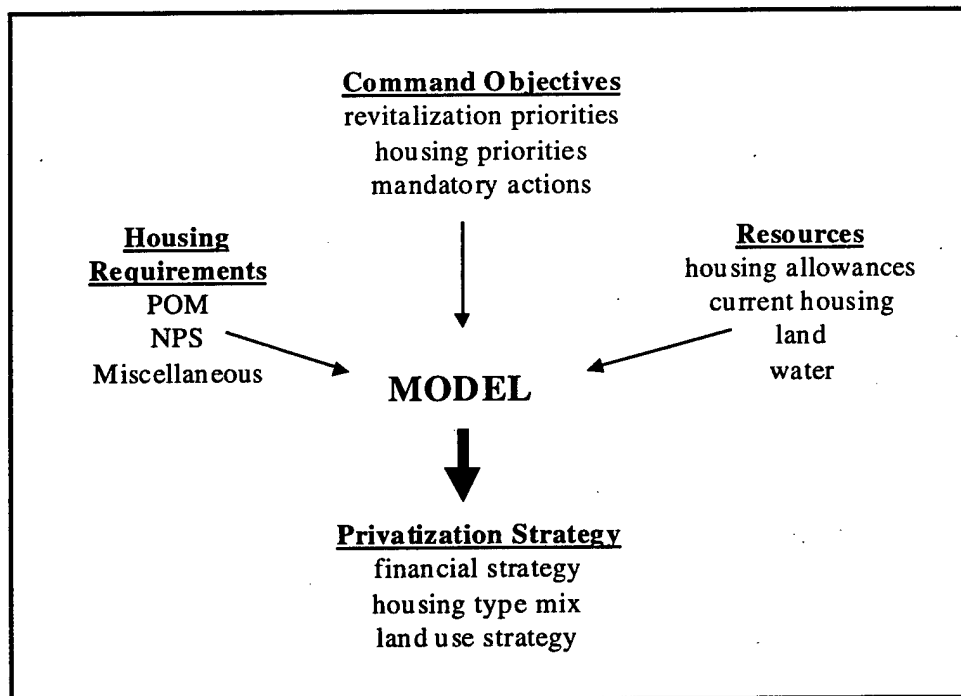 Command Objectives
revitalization priorities
housing priorities
mandatory actions
Housing
Requirements
POM
NPS
Miscellaneous
Resources
housing allowances
current housing
land
water
MODEL
Privatization Strategy
financial strategy
housing type mix
land use strategy